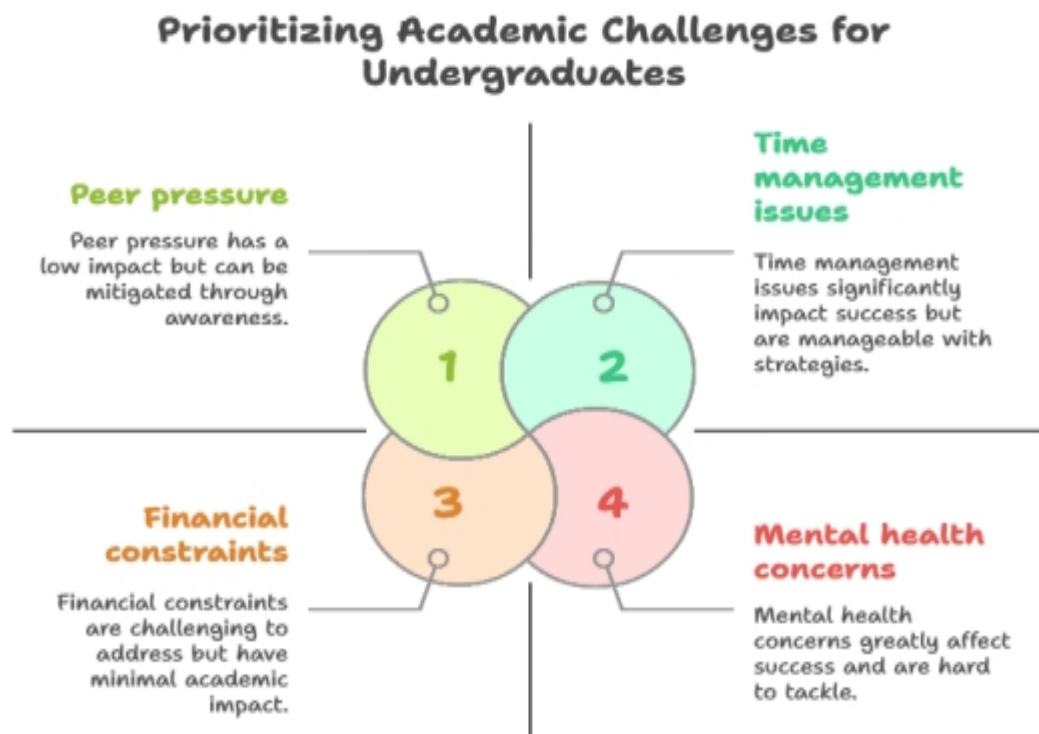 Prioritizing Academic Challenges for
Undergraduates
Peer pressure
Peer pressure has a
low impact but can be
mitigated through
awareness.
1
Time
management
issues
Time management
issues significantly
impact success but
are manageable with
strategies.
2
Financial
constraints
Financial constraints
are challenging to
address but have
minimal academic
impact.
3
Mental health
concerns
Mental health
concerns greatly affect
success and are hard
to tackle.
4